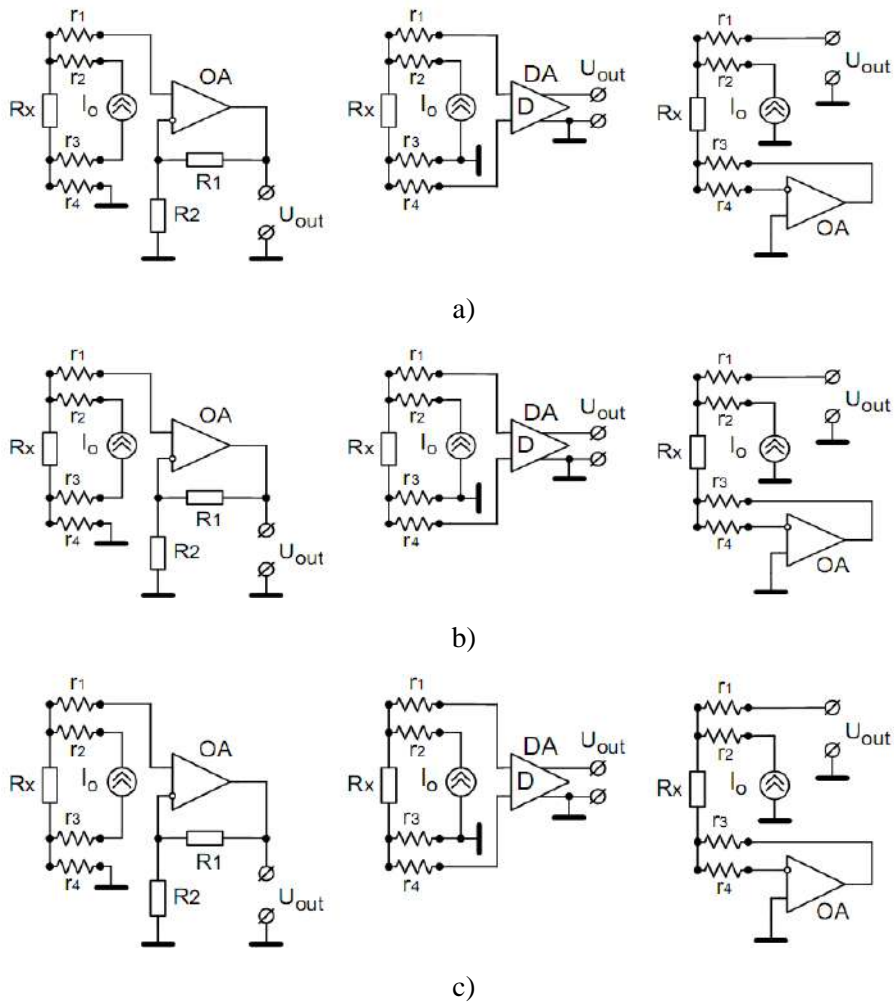 r1 r1 r1
r2 OA r2 DA Uout r2 Uout
Rx Io Rx Io D Rx Io
r3 r3 r3
R1
r4 R2 Uout r4 r4 OA
a)
r1 r1 r1
r2 OA r2 DA Uout r2 Uout
Rx Io Rx Io D Rx Io
r3 r3 r3
R1
r4 R2 Uout r4 r4 OA
b)
r1 r1 r1
r2 OA r2 DA Uout r2 Uout
Rx Io Rx Io D Rx Io
r3 r3 r3
R1
r4 R2 Uout r4 r4 OA
c)